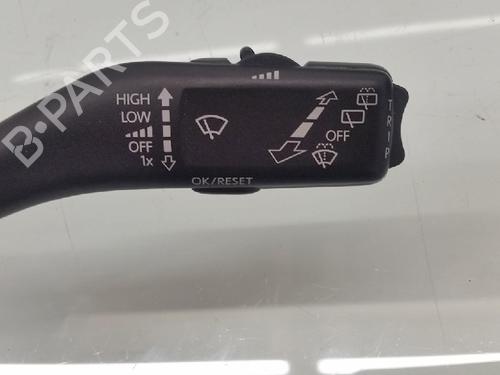 B-PARTS
HIGH
LOW
OFF
1x
OFF
TRIP
OK/RESET